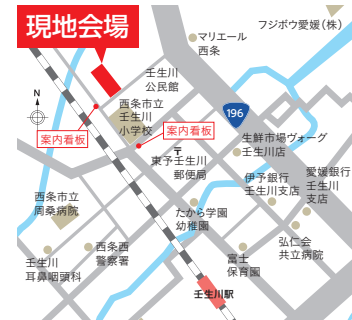 現地会場
フジボウ愛媛(株)
マリエール
西条
壬生川
公民館
N
西条市立
壬生川
小学校
196
案内看板
案内看板
生鮮市場ヴォーグ
壬生川店
〒
東予壬生川
郵便局
伊予銀行
壬生川支店
愛媛銀行
壬生川
支店
西条市立
周桑病院
たから学園
幼稚園
弘仁会
共立病院
西条西
警察署
富士
保育園
壬生川
耳鼻咽頭科
壬生川駅